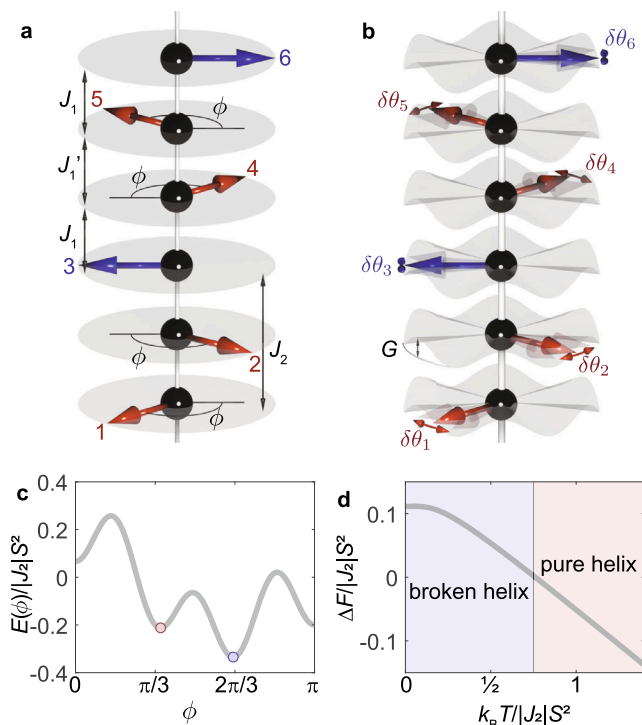 a
b
6
δθ₆
J₁
5
ϕ
δθ₅
J₁’
ϕ
4
δθ₄
J₁
3
δθ₃
ϕ
2
J₂
G
δθ₂
1
ϕ
δθ₁
c
d
0.4
0.2
0
-0.2
-0.4
E(ϕ)/|J₂|S²
0
π/3
2π/3
π
ϕ
0.1
0
-0.1
ΔF/|J₂|S²
broken helix
pure helix
0
½
1
k_BT/|J₂|S²